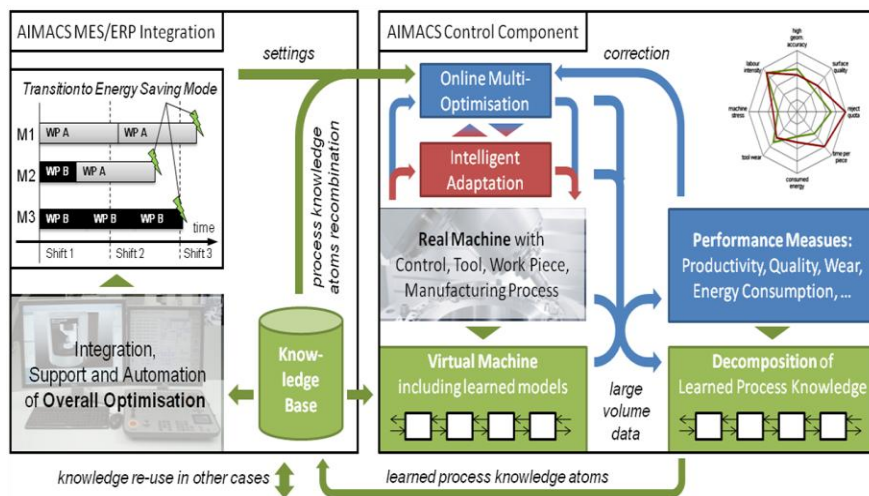 AIMACS MES/ERP Integration
settings
Transition to Energy Saving Mode
M1
WP A
WP A
M2
WP B
WP A
M3
WP B
WP B
WP B
time
Shift 1
Shift 2
Shift 3
process knowledge
atoms recombination
Integration,
Support and Automation
of Overall Optimisation
Know-
ledge
Base
knowledge re-use in other cases
AIMACS Control Component
correction
Online Multi-
Optimisation
Intelligent
Adaptation
Real Machine with
Control, Tool, Work Piece,
Manufacturing Process
Virtual Machine
including learned models
large
volume
data
high
geom.
accuracy
surface
quality
reject
quota
time per
piece
consumed
energy
tool wear
machine
stress
labour
intensity
Performance Measues:
Productivity, Quality, Wear,
Energy Consumption, ...
Decomposition of
Learned Process Knowledge
learned process knowledge atoms